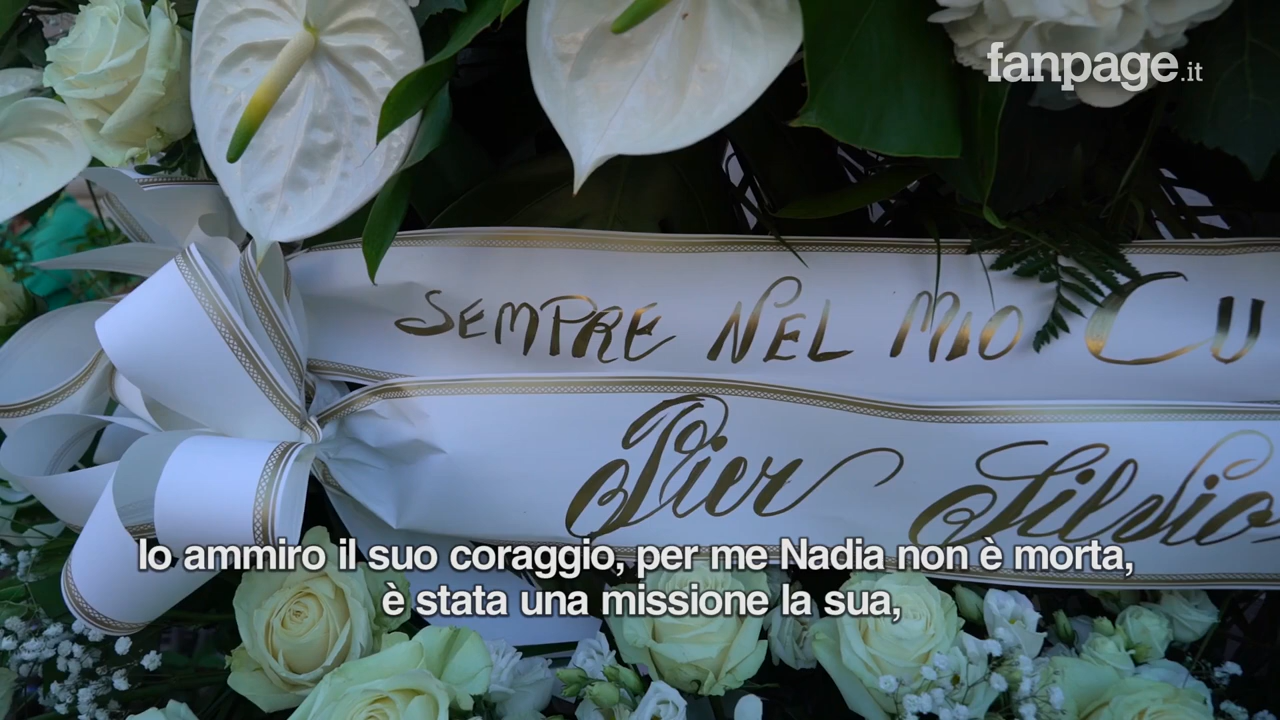 fanpage.it
SEMPRE NEL MIO CU
Pier Silvio
Io ammiro il suo coraggio, per me Nadia non è morta,
è stata una missione la sua,